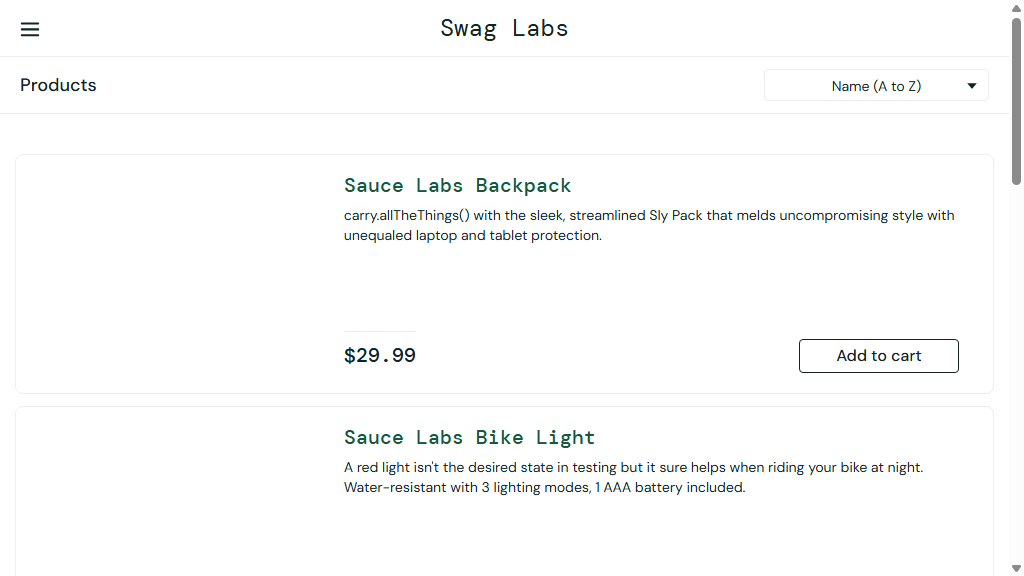 Swag Labs
Products
Name (A to Z)
Sauce Labs Backpack
carry.allTheThings() with the sleek, streamlined Sly Pack that melds uncompromising style with
unequaled laptop and tablet protection.
$29.99
Add to cart
Sauce Labs Bike Light
A red light isn't the desired state in testing but it sure helps when riding your bike at night.
Water-resistant with 3 lighting modes, 1 AAA battery included.